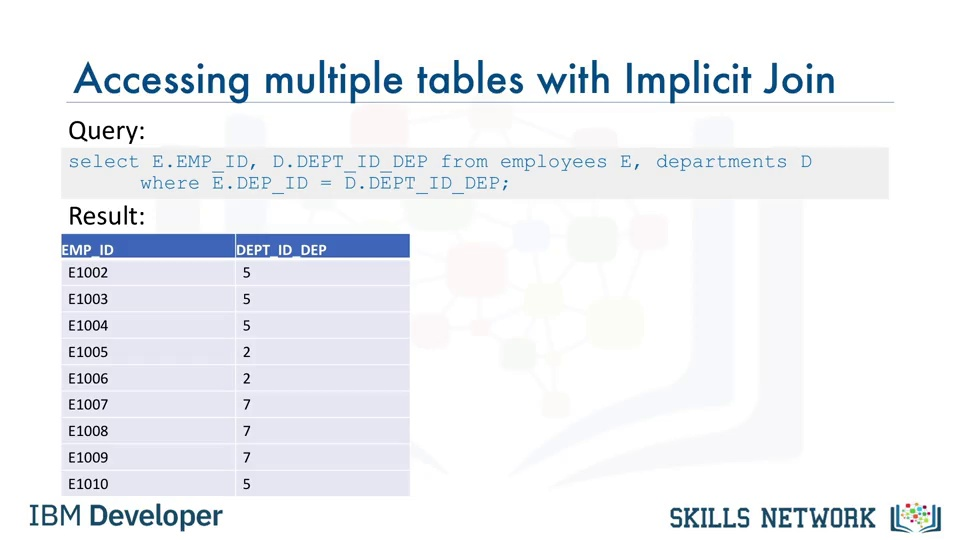 Accessing multiple tables with Implicit Join
Query:
select E.EMP_ID, D.DEPT_ID_DEP from employees E, departments D
where E.DEP_ID = D.DEPT_ID_DEP;
Result:
EMP_ID DEPT_ID_DEP
E1002 5
E1003 5
E1004 5
E1005 2
E1006 2
E1007 7
E1008 7
E1009 7
E1010 5
IBM Developer
SKILLS NETWORK